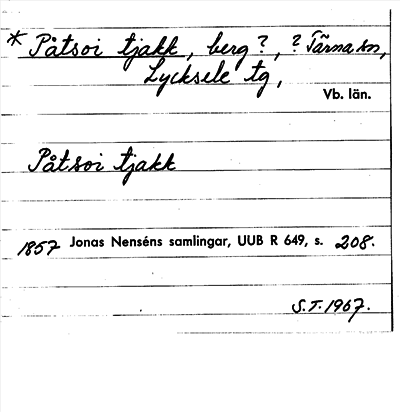 * Påtsoi tjakk, berg?, ? Tärna sn,
Lycksele tg,
Vb. län.
Påtsoi tjakk
1857 Jonas Nenséns samlingar, UUB R 649, s. 208.
S.T. 1967.